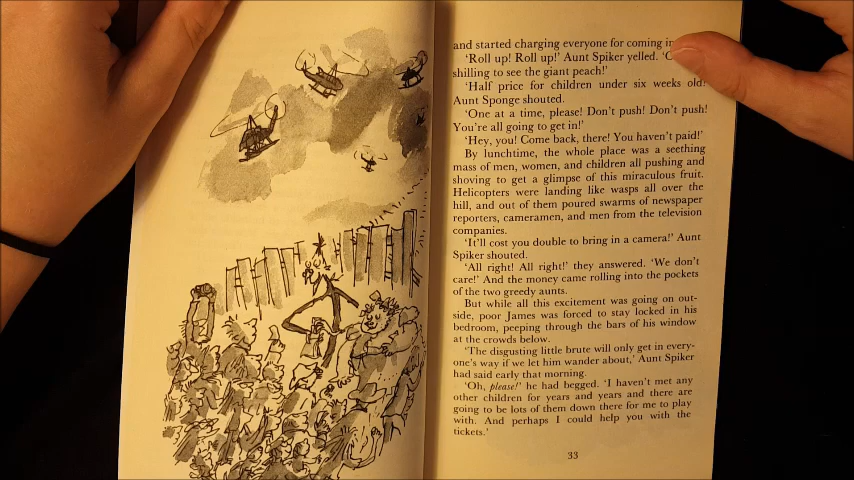 and started charging everyone for coming in
'Roll up! Roll up!' Aunt Spiker yelled.
shilling to see the giant peach!'
'Half price for children under six weeks old!'
Aunt Sponge shouted.
'One at a time, please! Don't push! Don't push!
You're all going to get in!'
'Hey, you! Come back, there! You haven't paid!'
By lunchtime, the whole place was a seething
mass of men, women, and children all pushing and
shoving to get a glimpse of this miraculous fruit.
Helicopters were landing like wasps all over the
hill, and out of them poured swarms of newspaper
reporters, cameramen, and men from the television
companies.
'It'll cost you double to bring in a camera!' Aunt
Spiker shouted.
'All right! All right!' they answered. 'We don't
care!' And the money came rolling into the pockets
of the two greedy aunts.
But while all this excitement was going on out-
side, poor James was forced to stay locked in his
bedroom, peeping through the bars of his window
at the crowds below.
'The disgusting little brute will only get in every-
one's way if we let him wander about,' Aunt Spiker
had said early that morning.
'Oh, please!' he had begged. 'I haven't met any
other children for years and years and there are
going to be lots of them down there for me to play
with. And perhaps I could help you with the
tickets.'
33